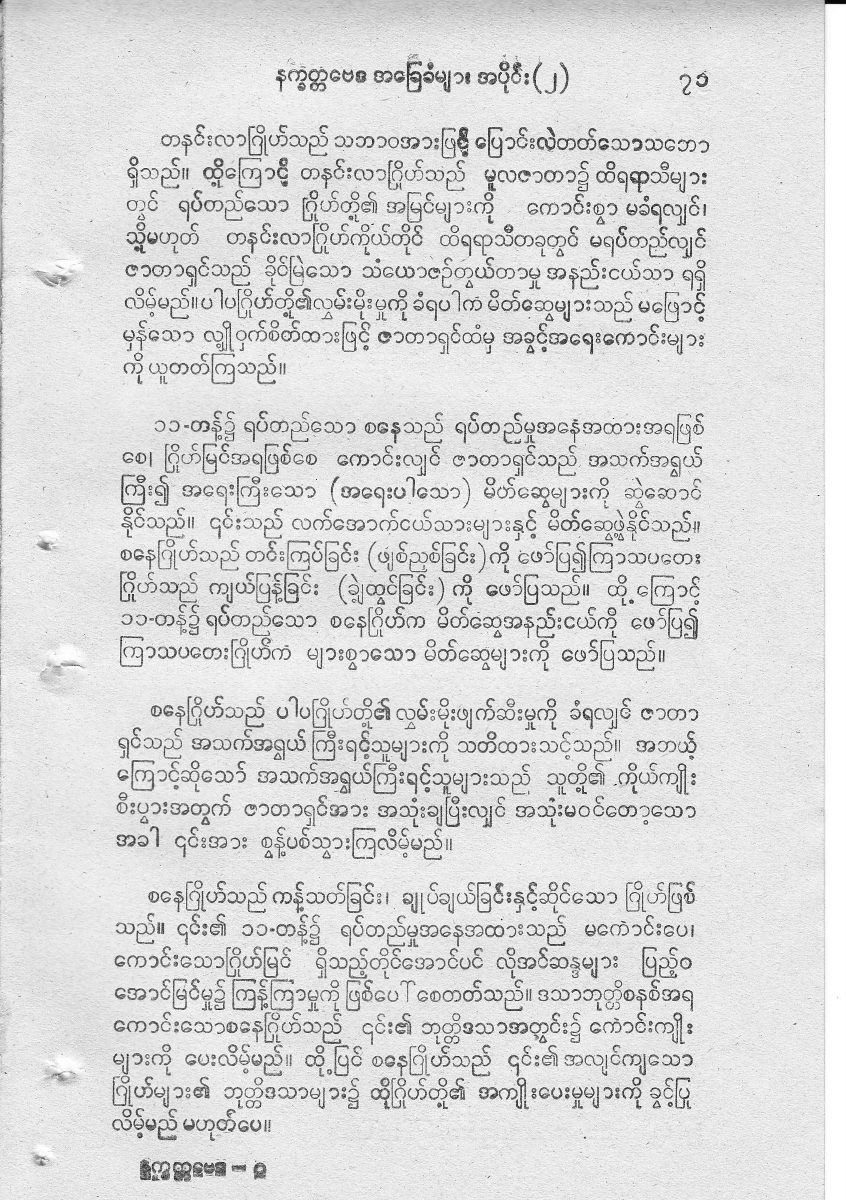 နက္ခတ္တဗေဒ အခြေခံများ အပိုင်း(၂) ၇၁
တနင်းလာဂြိုဟ်သည် သဘာဝအားဖြင့် ပြောင်းလဲတတ်သောသဘော
ရှိသည်။ ထို့ကြောင့် တနင်းလာဂြိုဟ်သည် မူလဇာတာ၌ ထိရရာသီများ
တွင် ရပ်တည်သော ဂြိုဟ်တို့၏ အမြင်များကို ကောင်းစွာ မခံရလျှင်၊
သို့မဟုတ် တနင်းလာဂြိုဟ်ကိုယ်တိုင် ထိရရာသီတခုတွင် မရပ်တည်လျှင်
ဇာတာရှင်သည် ခိုင်မြဲသော သံယောဇဉ်တွယ်တာမှု အနည်းငယ်သာ ရရှိ
လိမ့်မည်။ ပါပဂြိုဟ်တို့၏လွှမ်းမိုးမှုကို ခံရပါက မိတ်ဆွေများသည် မဖြောင့်
မှန်သော လျှို့ဝှက်စိတ်ထားဖြင့် ဇာတာရှင်ထံမှ အခွင့်အရေးကောင်းများ
ကို ယူတတ်ကြသည်။
၁၁-တန့်၌ ရပ်တည်သော စနေသည် ရပ်တည်မှုအနေအထားအရဖြစ်
စေ၊ ဂြိုဟ်မြင်အရဖြစ်စေ ကောင်းလျှင် ဇာတာရှင်သည် အသက်အရွယ်
ကြီး၍ အရေးကြီးသော (အရေးပါသော) မိတ်ဆွေများကို ဆွဲဆောင်
နိုင်သည်။ ၎င်းသည် လက်အောက်ငယ်သားများနှင့် မိတ်ဆွေဖွဲ့နိုင်သည်။
စနေဂြိုဟ်သည် တင်းကြပ်ခြင်း (ဖျစ်ညှစ်ခြင်း)ကို ဖော်ပြ၍ကြာသပတေး
ဂြိုဟ်သည် ကျယ်ပြန့်ခြင်း (ချဲ့ထွင်ခြင်း) ကို ဖော်ပြသည်။ ထို့ကြောင့်
၁၁-တန့်၌ ရပ်တည်သော စနေဂြိုဟ်က မိတ်ဆွေအနည်းငယ်ကို ဖော်ပြ၍
ကြာသပတေးဂြိုဟ်က များစွာသော မိတ်ဆွေများကို ဖော်ပြသည်။
စနေဂြိုဟ်သည် ပါပဂြိုဟ်တို့၏ လွှမ်းမိုးဖျက်ဆီးမှုကို ခံရလျှင် ဇာတာ
ရှင်သည် အသက်အရွယ် ကြီးရင့်သူများကို သတိထားသင့်သည်။ အဘယ့်
ကြောင့်ဆိုသော် အသက်အရွယ်ကြီးရင့်သူများသည် သူတို့၏ ကိုယ်ကျိုး
စီးပွားအတွက် ဇာတာရှင်အား အသုံးချပြီးလျှင် အသုံးမဝင်တော့သော
အခါ ၎င်းအား စွန့်ပစ်သွားကြလိမ့်မည်။
စနေဂြိုဟ်သည် ကန့်သတ်ခြင်း၊ ချုပ်ချယ်ခြင်းနှင့်ဆိုင်သော ဂြိုဟ်ဖြစ်
သည်။ ၎င်း၏ ၁၁-တန့်၌ ရပ်တည်မှုအနေအထားသည် မကောင်းပေ၊
ကောင်းသောဂြိုဟ်မြင် ရှိသည့်တိုင်အောင်ပင် လိုအင်ဆန္ဒများ ပြည့်ဝ
အောင်မြင်မှု၌ ကြန့်ကြာမှုကို ဖြစ်ပေါ်စေတတ်သည်။ ဒသာဘုတ္တိစနစ်အရ
ကောင်းသောစနေဂြိုဟ်သည် ၎င်း၏ ဘုတ္တိဒသာအတွင်း၌ ကောင်းကျိုး
များကို ပေးလိမ့်မည်။ ထို့ပြင် စနေဂြိုဟ်သည် ၎င်း၏ အလျင်ကျသော
ဂြိုဟ်များ၏ ဘုတ္တိဒသာများ၌ ထိုဂြိုဟ်တို့၏ အကျိုးပေးမှုများကို ခွင့်ပြု
လိမ့်မည် မဟုတ်ပေ။
နက္ခတ္တဗေဒ –